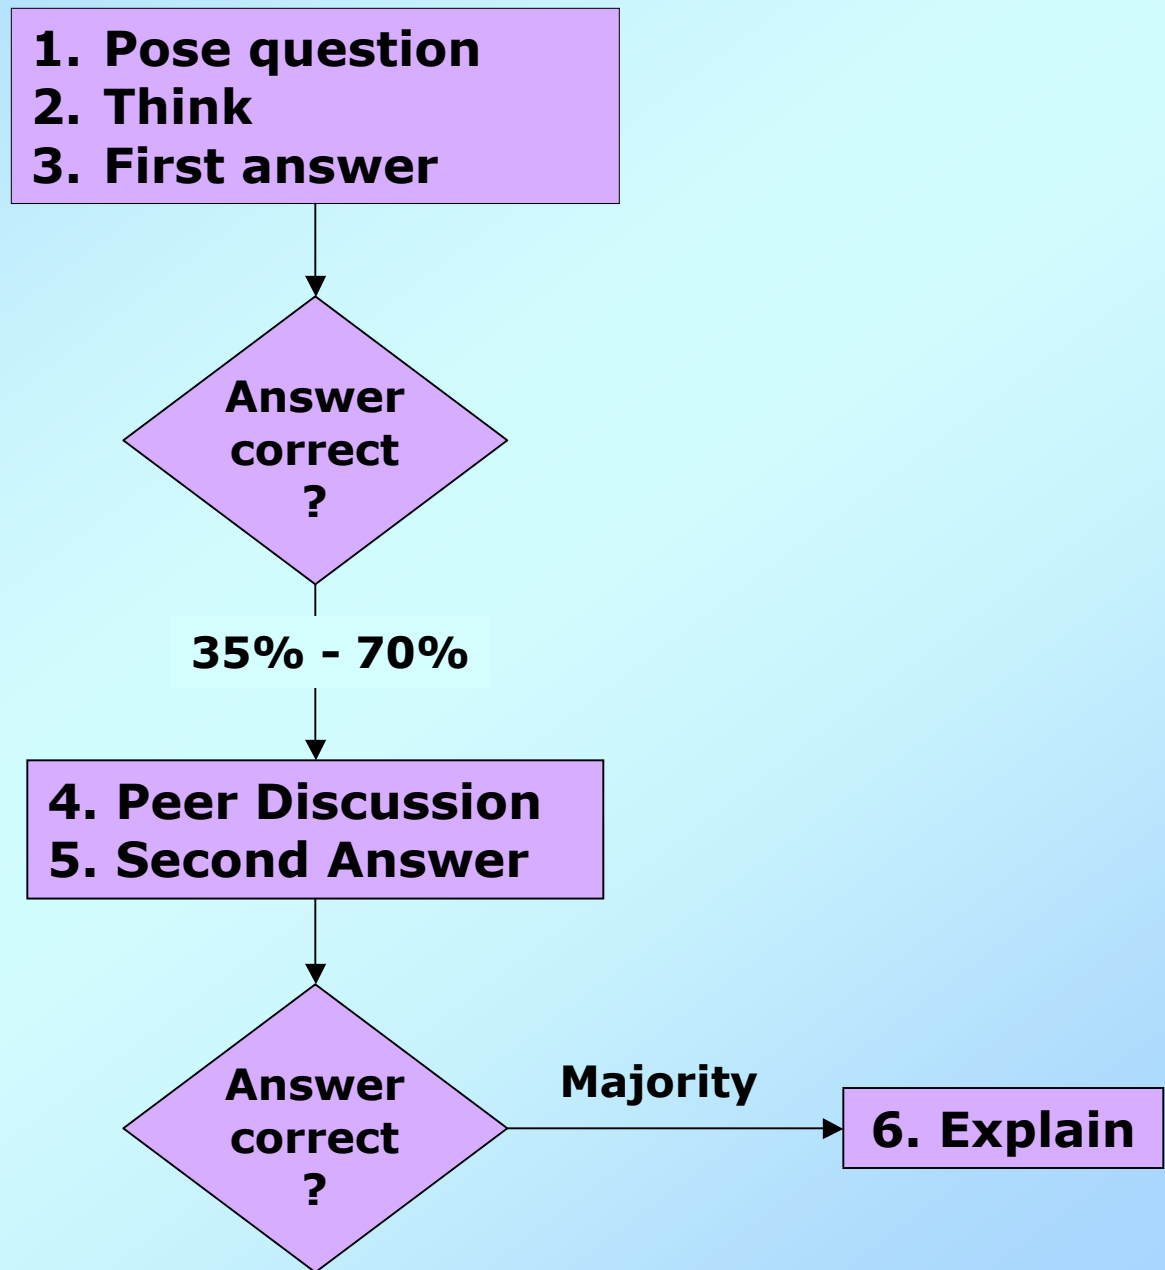 1. Pose question
2. Think
3. First answer
Answer
correct
?
35% - 70%
4. Peer Discussion
5. Second Answer
Answer
correct
?
Majority
6. Explain